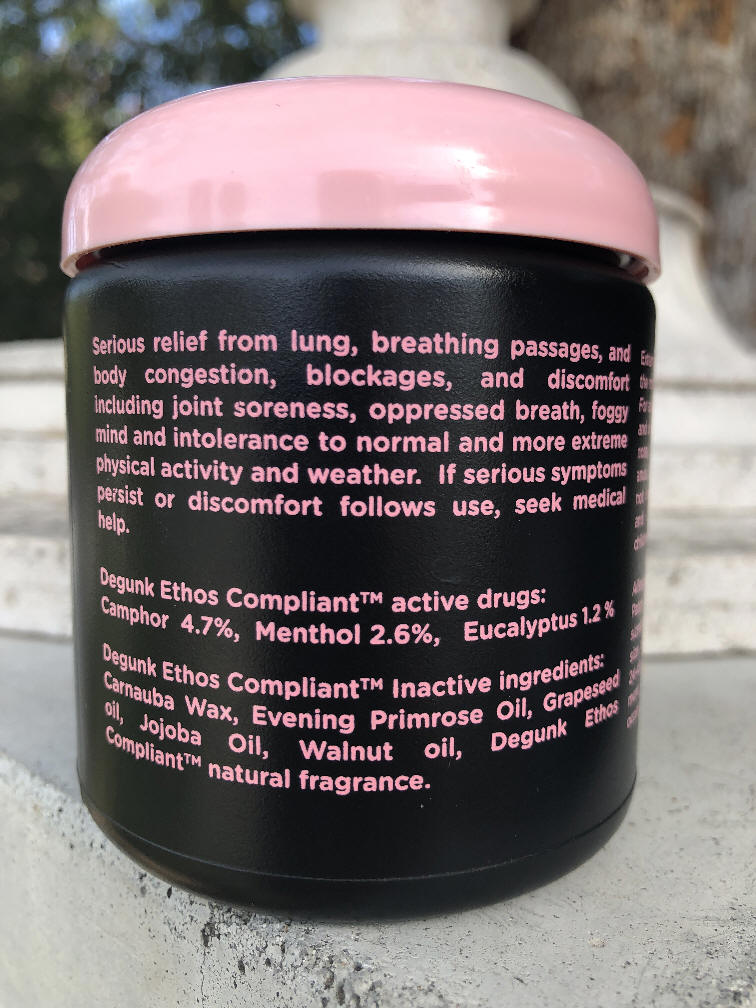 Serious relief from lung, breathing passages, and
body congestion, blockages, and discomfort
including joint soreness, oppressed breath, foggy
mind and intolerance to normal and more extreme
physical activity and weather. If serious symptoms
persist or discomfort follows use, seek medical
help.
Degunk Ethos Compliant™ active drugs:
Camphor 4.7%, Menthol 2.6%, Eucalyptus 1.2 %
Degunk Ethos Compliant™ Inactive ingredients:
Carnauba Wax, Evening Primrose Oil, Grapeseed
oil, Jojoba Oil, Walnut oil, Degunk Ethos
Compliant™ natural fragrance.